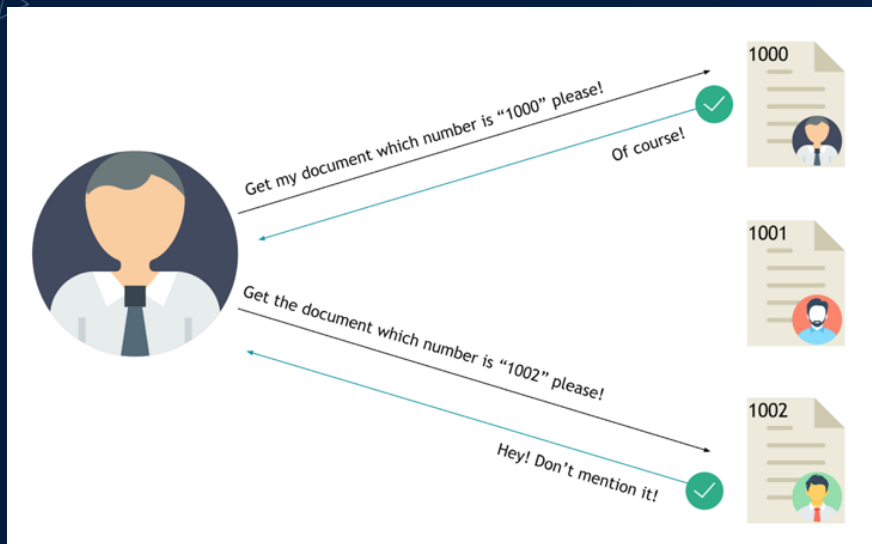 1000
Get my document which number is “1000” please!
Of course!
1001
Get the document which number is “1002” please!
1002
Hey! Don’t mention it!